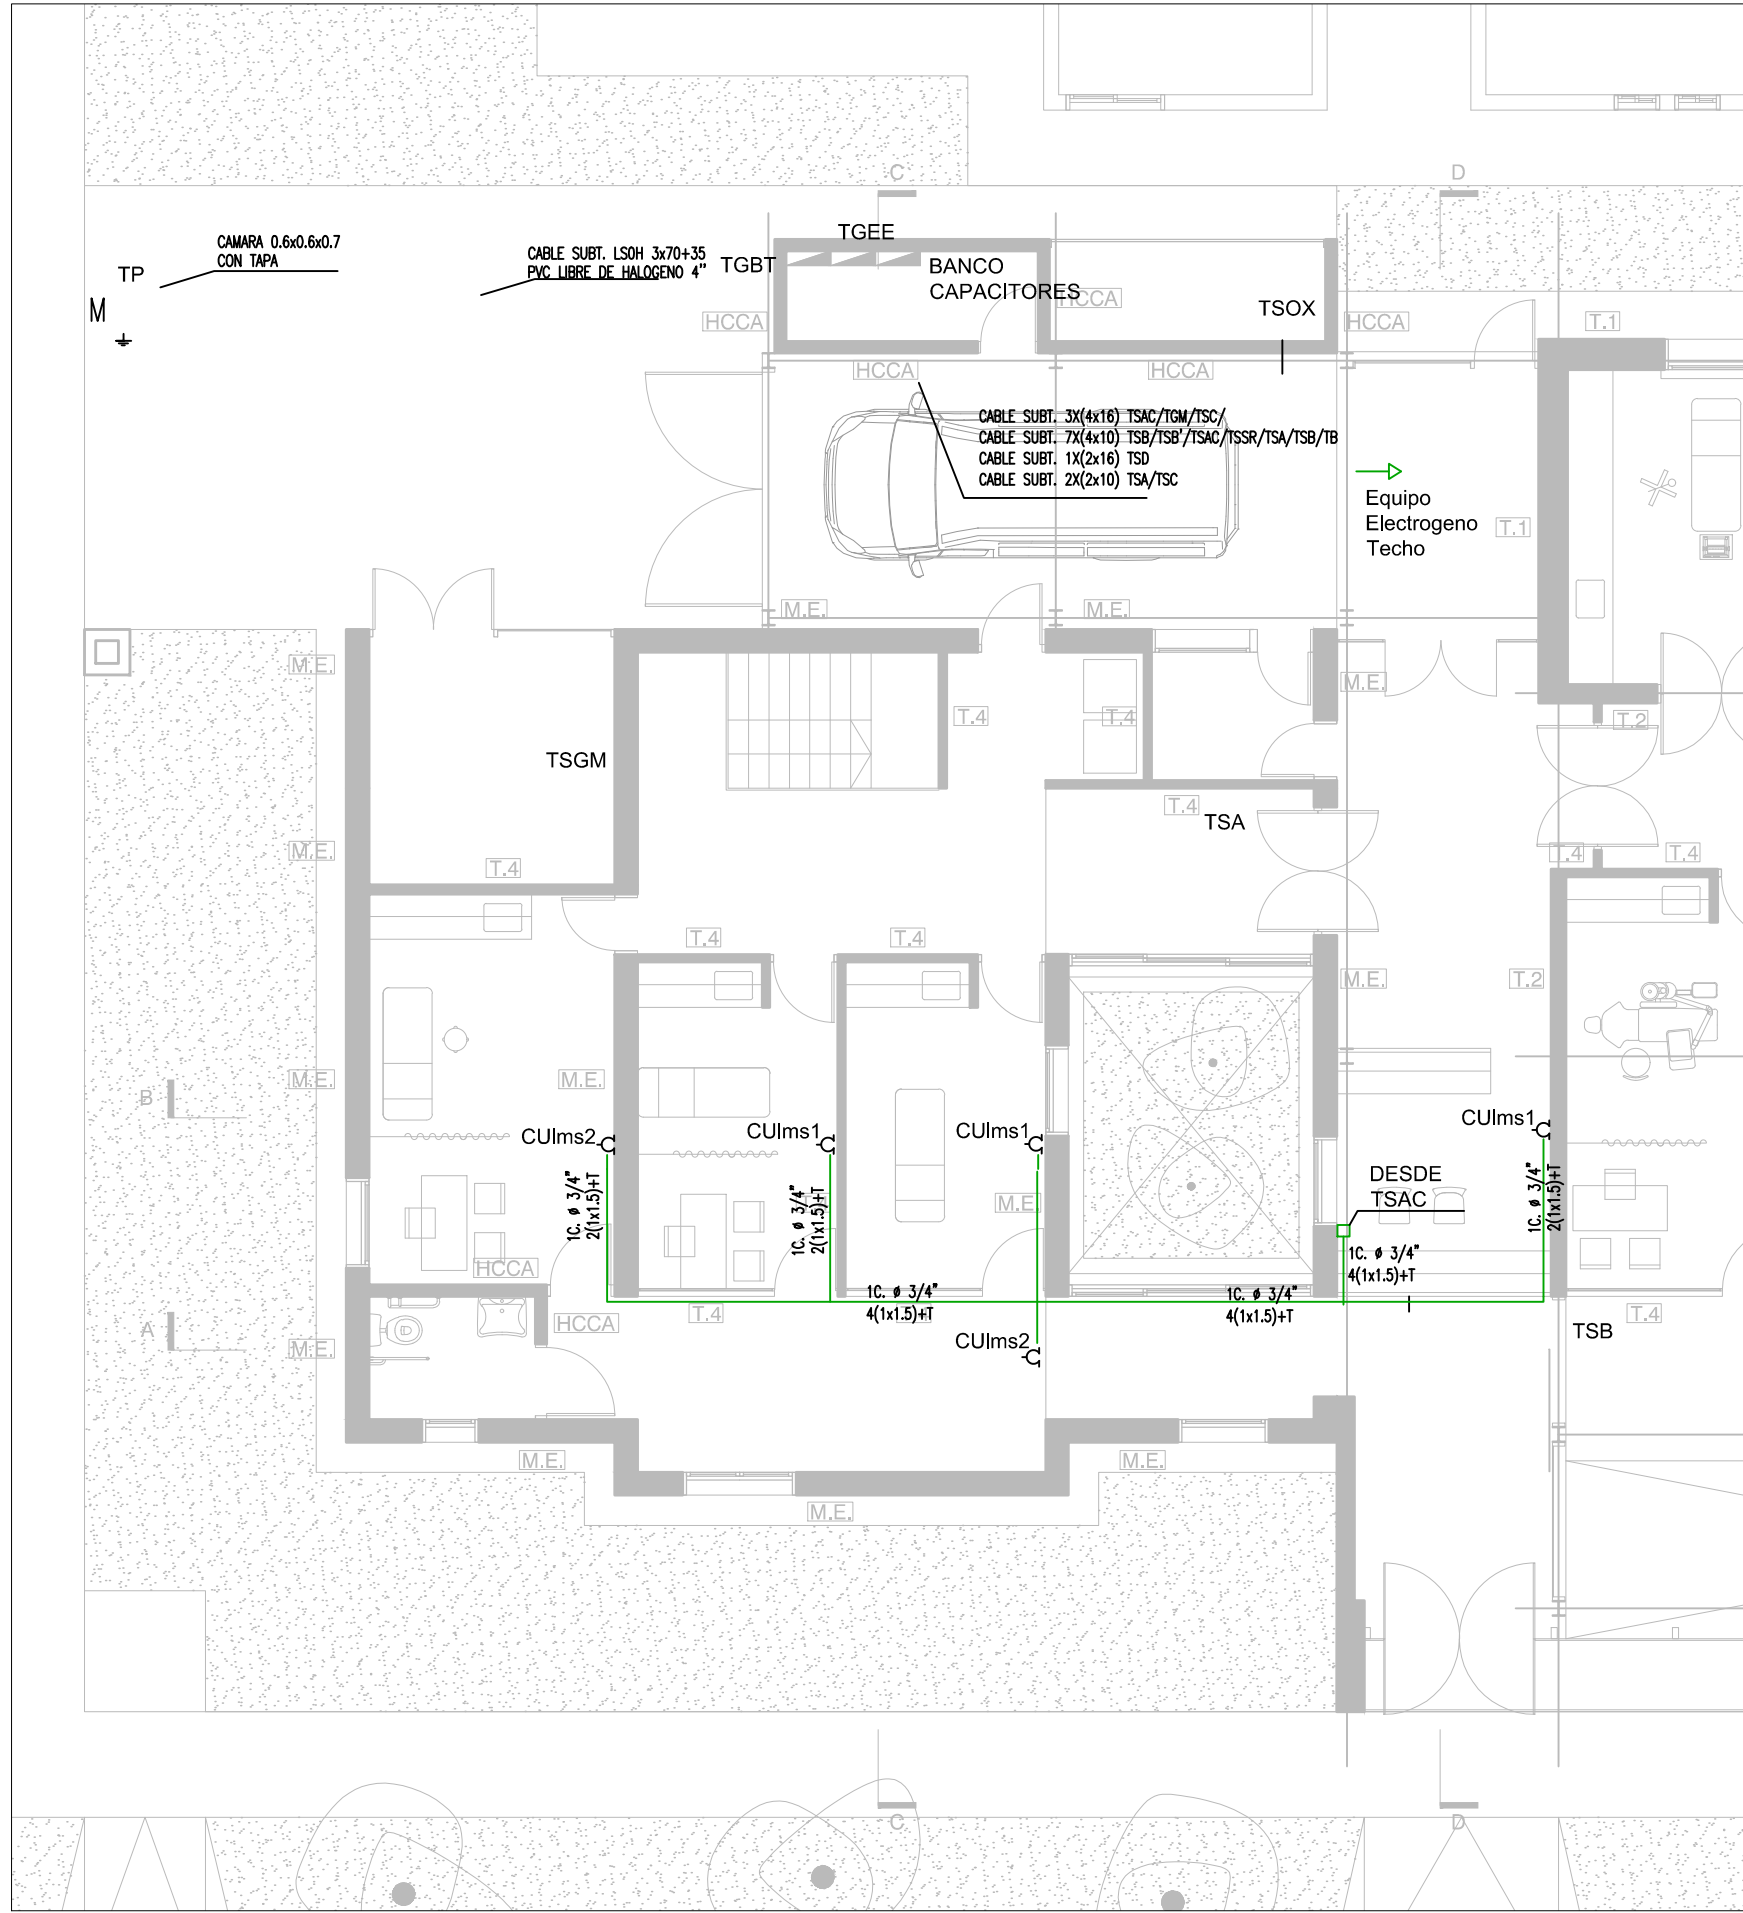 C
D
CAMARA 0.6x0.6x0.7
CON TAPA
TP
M
CABLE SUBT. LS0H 3x70+35
PVC LIBRE DE HALOGENO 4"
TGEE
TGBT
BANCO
CAPACITORES
HCCA
TSOX
HCCA
HCCA
T.1
HCCA
HCCA
CABLE SUBT. 3X(4x16) TSAC/TGM/TSC/
CABLE SUBT. 7X(4x10) TSB/TSB'/TSAC/TSSR/TSA/TSB/TB
CABLE SUBT. 1X(2x16) TSD
CABLE SUBT. 2X(2x10) TSA/TSC
Equipo
Electrogeno
Techo
T.1
M.E.
M.E.
M.E.
M.E.
T.4
T.4
T.2
TSGM
T.4
TSA
M.E.
T.4
T.4
T.4
T.4
T.4
M.E.
T.2
M.E.
M.E.
B
CUIms2
CUIms1
CUIms1
CUIms1
1C. ø 3/4"
2(1x1.5)+T
1C. ø 3/4"
2(1x1.5)+T
M.E.
DESDE
TSAC
1C. ø 3/4"
2(1x1.5)+T
1C. ø 3/4"
4(1x1.5)+T
HCCA
1C. ø 3/4"
4(1x1.5)+T
1C. ø 3/4"
4(1x1.5)+T
T.4
HCCA
A
M.E.
CUIms2
TSB
T.4
M.E.
M.E.
M.E.
C
D